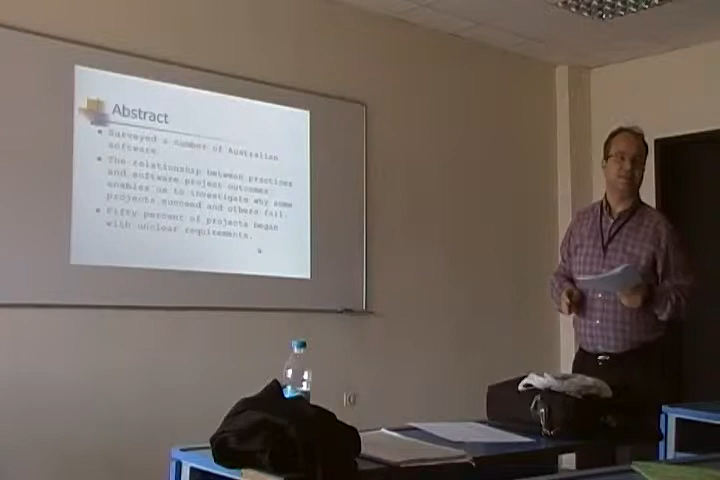 Abstract
Surveyed a number of Australian
software.
The relationship between practices
and software project outcomes
enables us to investigate why some
projects succeed and others fail.
Fifty percent of projects began
with unclear requirements.